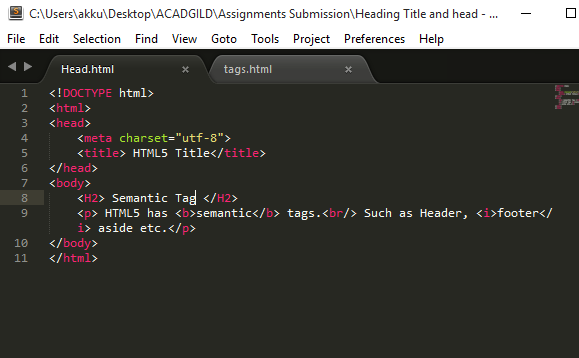 C:\Users\akku\Desktop\ACADGILD\Assignments Submission\Heading Title and head - ...
File Edit Selection Find View Goto Tools Project Preferences Help
Head.html × tags.html ×
1 <!DOCTYPE html>
2 <html>
3 <head>
4 <meta charset="utf-8">
5 <title> HTML5 Title</title>
6 </head>
7 <body>
8 <H2> Semantic Tag </H2>
9 <p> HTML5 has <b>semantic</b> tags.<br/> Such as Header, <i>footer</
i> aside etc.</p>
10 </body>
11 </html>